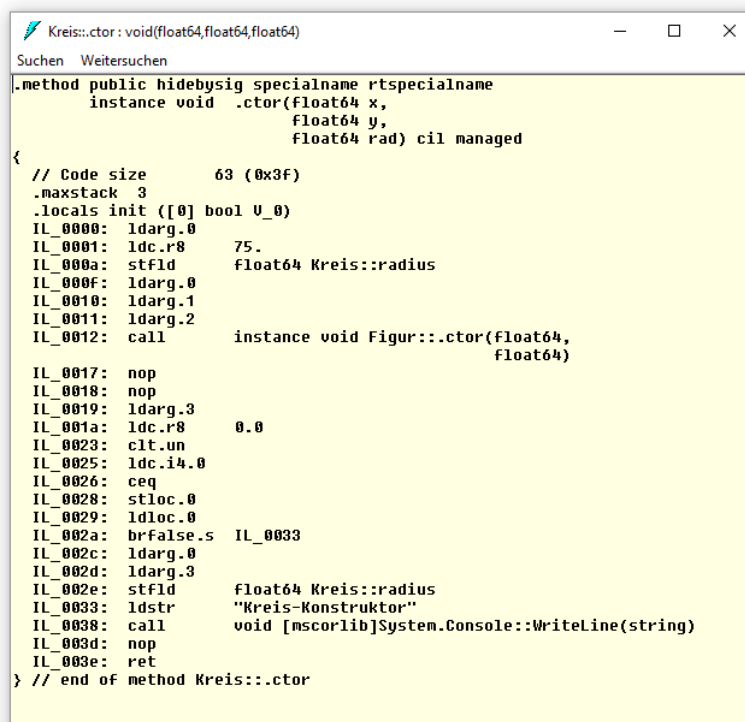 Kreis::.ctor : void(float64,float64,float64)
Suchen Weitersuchen
.method public hidebysig specialname rtspecialname
        instance void  .ctor(float64 x,
                             float64 y,
                             float64 rad) cil managed
{
  // Code size       63 (0x3f)
  .maxstack  3
  .locals init ([0] bool V_0)
  IL_0000:  ldarg.0
  IL_0001:  ldc.r8     75.
  IL_000a:  stfld      float64 Kreis::radius
  IL_000f:  ldarg.0
  IL_0010:  ldarg.1
  IL_0011:  ldarg.2
  IL_0012:  call       instance void Figur::.ctor(float64,
                                                  float64)
  IL_0017:  nop
  IL_0018:  nop
  IL_0019:  ldarg.3
  IL_001a:  ldc.r8     0.0
  IL_0023:  clt.un
  IL_0025:  ldc.i4.0
  IL_0026:  ceq
  IL_0028:  stloc.0
  IL_0029:  ldloc.0
  IL_002a:  brfalse.s  IL_0033
  IL_002c:  ldarg.0
  IL_002d:  ldarg.3
  IL_002e:  stfld      float64 Kreis::radius
  IL_0033:  ldstr      "Kreis-Konstruktor"
  IL_0038:  call       void [mscorlib]System.Console::WriteLine(string)
  IL_003d:  nop
  IL_003e:  ret
} // end of method Kreis::.ctor